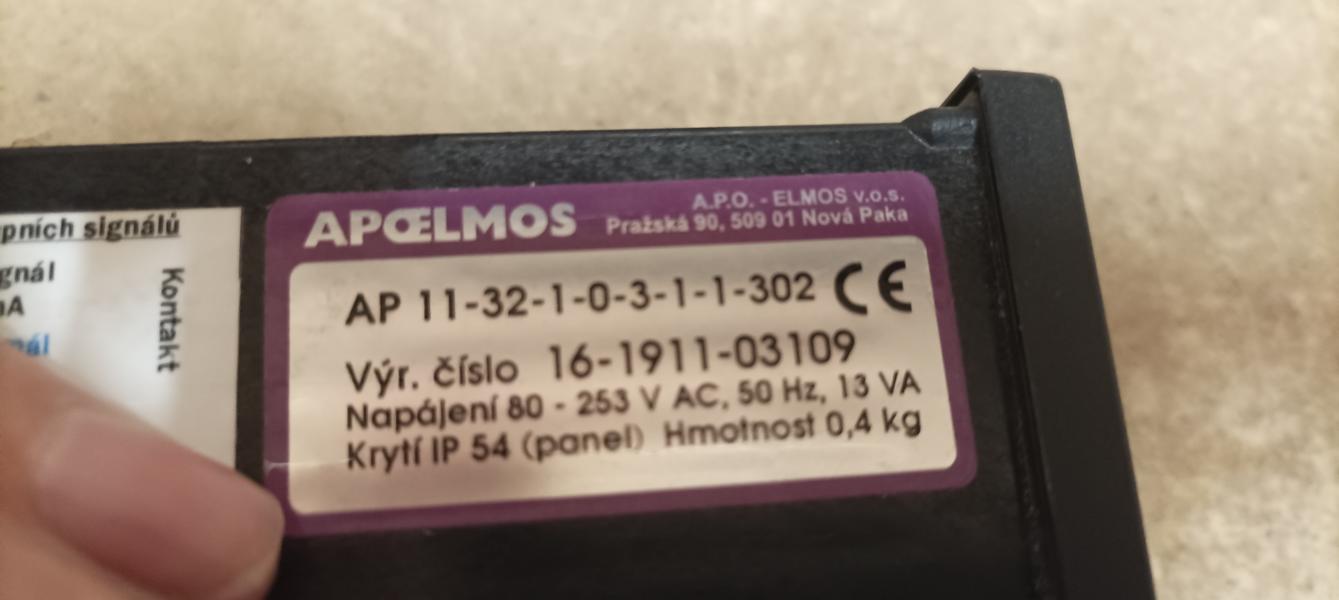 pních signálů
gnál
Kontakt
APOELMOS
A.P.O. - ELMOS v.o.s.
Pražská 90, 509 01 Nová Paka
AP 11-32-1-0-3-1-1-302 CE
Výr. číslo 16-1911-03109
Napájení 80 - 253 V AC, 50 Hz, 13 VA
Krytí IP 54 (panel) Hmotnost 0,4 kg